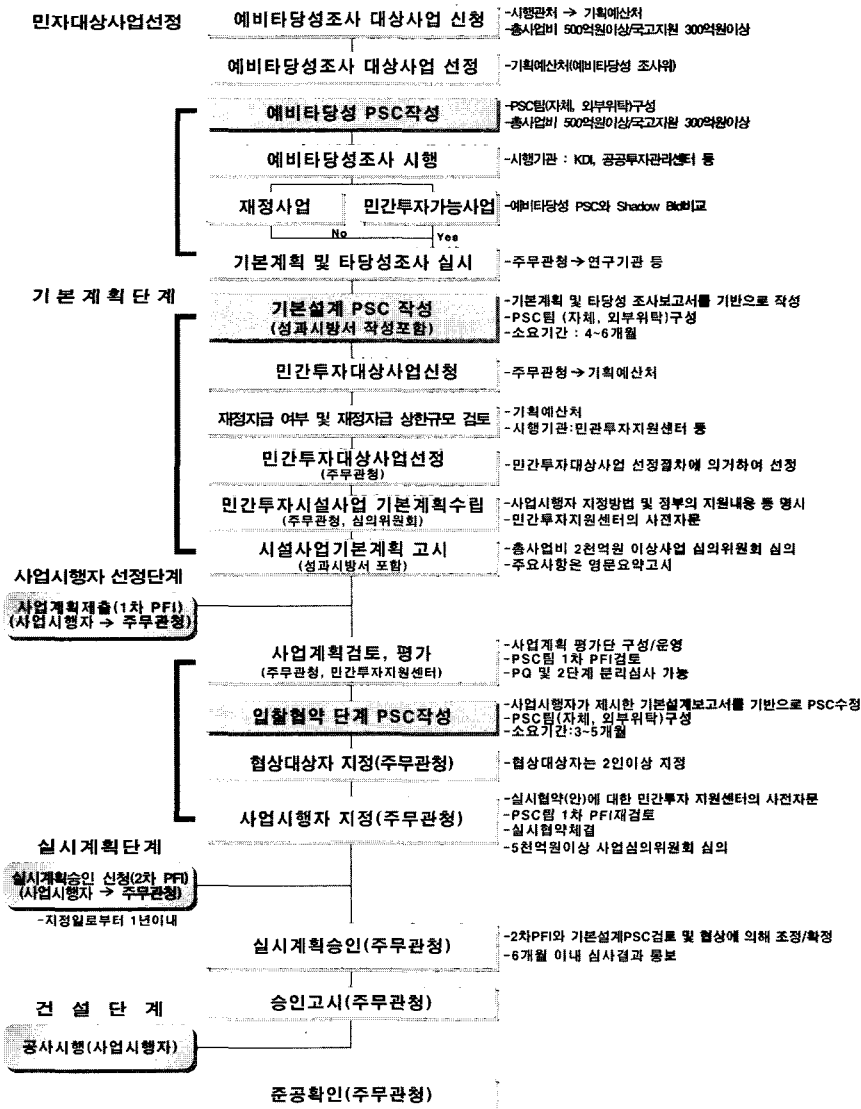 민자대상사업선정
예비타당성조사 대상사업 신청
-시행관처 → 기획예산처
-총사업비 500억원이상/국고지원 300억원이상
예비타당성조사 대상사업 선정
-기획예산처(예비타당성 조사위)
예비타당성 PSC작성
-PSC팀(자체, 외부위탁)구성
-총사업비 500억원이상/국고지원 300억원이상
예비타당성조사 시행
-시행기관 : KDI, 공공투자관리센터 등
재정사업
민간투자가능사업
-예비타당성 PSC와 Shadow Bid비교
No
Yes
기본계획 및 타당성조사 실시
-주무관청→연구기관 등
기본계획단계
기본설계 PSC 작성
(성과시방서 작성포함)
-기본계획 및 타당성 조사보고서를 기반으로 작성
-PSC팀 (자체, 외부위탁)구성
-소요기간 : 4~6개월
민간투자대상사업신청
-주무관청→기획예산처
재정지급 여부 및 재정지급 상한규모 검토
-기획예산처
-시행기관:민관투자지원센터 등
민간투자대상사업선정
(주무관청)
-민간투자대상사업 선정절차에 의거하여 선정
민간투자시설사업 기본계획수립
(주무관청, 심의위원회)
-사업시행자 지정방법 및 정부의 지원내용 등 명시
-민간투자지원센터의 사전자문
시설사업기본계획 고시
(성과시방서 포함)
-총사업비 2천억원 이상사업 심의위원회 심의
-주요사항은 영문요약고시
사업시행자 선정단계
사업계획제출(1차 PFI)
(사업시행자 → 주무관청)
사업계획검토, 평가
(주무관청, 민간투자지원센터)
-사업계획 평가단 구성/운영
-PSC팀 1차 PFI검토
-PQ 및 2단계 분리심사 가능
입찰협약 단계 PSC작성
-사업시행자가 제시한 기본설계보고서를 기반으로 PSC수정
-PSC팀(자체, 외부위탁)구성
-소요기간:3~5개월
협상대상자 지정(주무관청)
-협상대상자는 2인이상 지정
사업시행자 지정(주무관청)
-실시협약(안)에 대한 민간투자 지원센터의 사전자문
-PSC팀 1차 PFI재검토
-실시협약체결
-5천억원이상 사업심의위원회 심의
실시계획단계
실시계획승인 신청(2차 PFI)
(사업시행자 → 주무관청)
-지정일로부터 1년이내
실시계획승인(주무관청)
-2차PFI와 기본설계PSC검토 및 협상에 의해 조정/확정
-6개월 이내 심사결과 통보
승인고시(주무관청)
건 설 단 계
공사시행(사업시행자)
준공확인(주무관청)